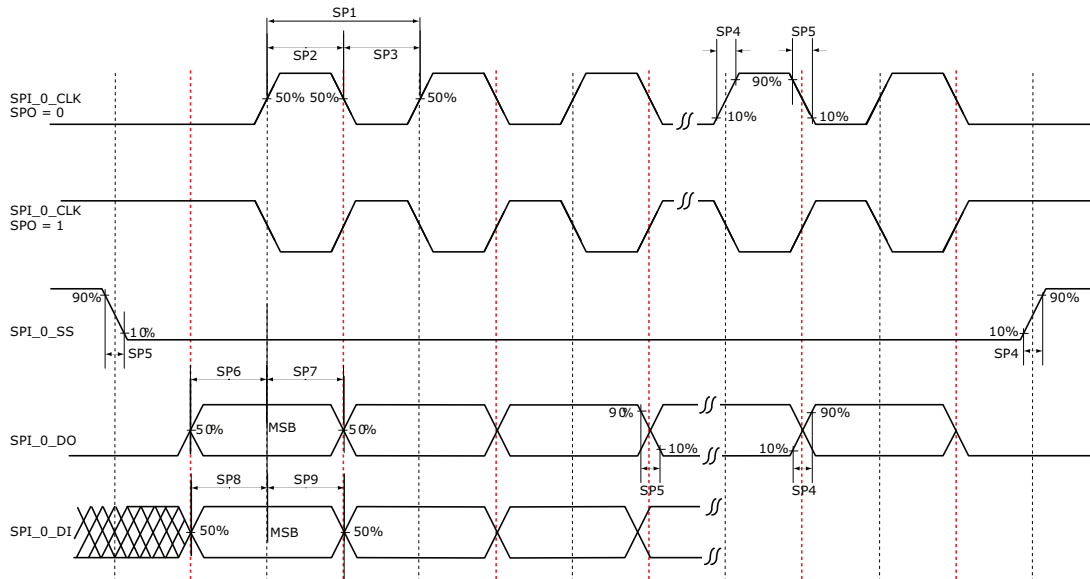 SP1
SP2 SP3
SP4 SP5
SPI_0_CLK
SPO = 0
50% 50% 50%
90%
10% 10%
SPI_0_CLK
SPO = 1
90%
10%
SP5
SPI_0_SS
90%
10%
SP4
SP6 SP7
SPI_0_DO
50% MSB 50%
90%
10%
SP5
90%
10%
SP4
SP8 SP9
SPI_0_DI
50% MSB 50%